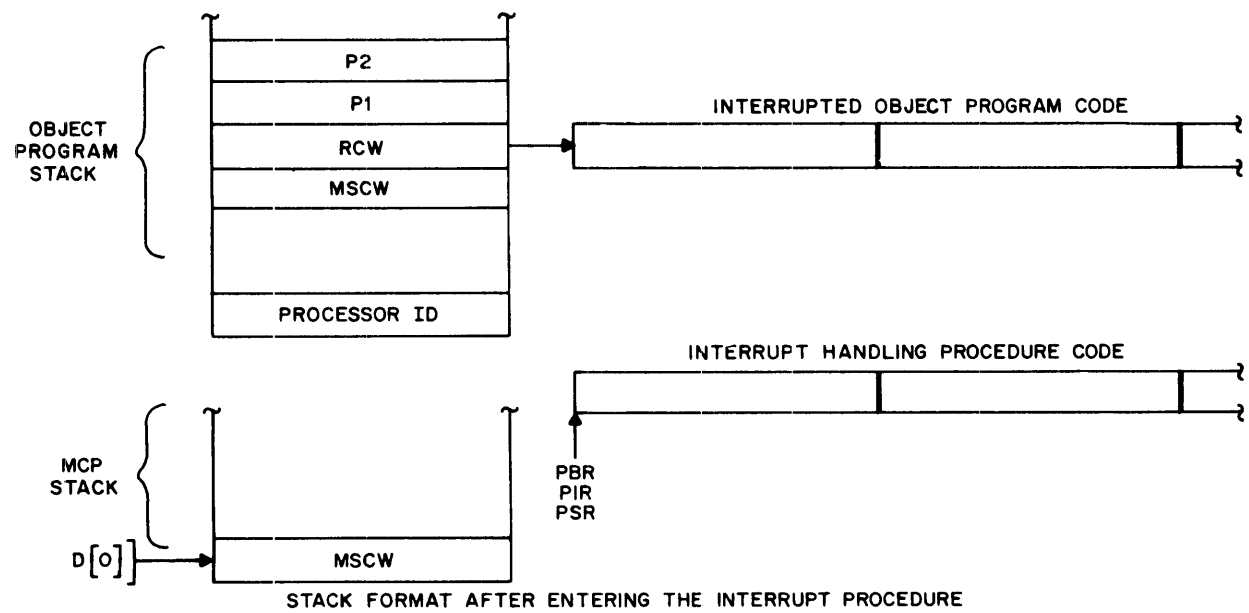 P2
P1
INTERRUPTED OBJECT PROGRAM CODE
OBJECT
PROGRAM
STACK
RCW
MSCW
PROCESSOR ID
INTERRUPT HANDLING PROCEDURE CODE
MCP
STACK
PBR
PIR
PSR
D[0]
MSCW
STACK FORMAT AFTER ENTERING THE INTERRUPT PROCEDURE